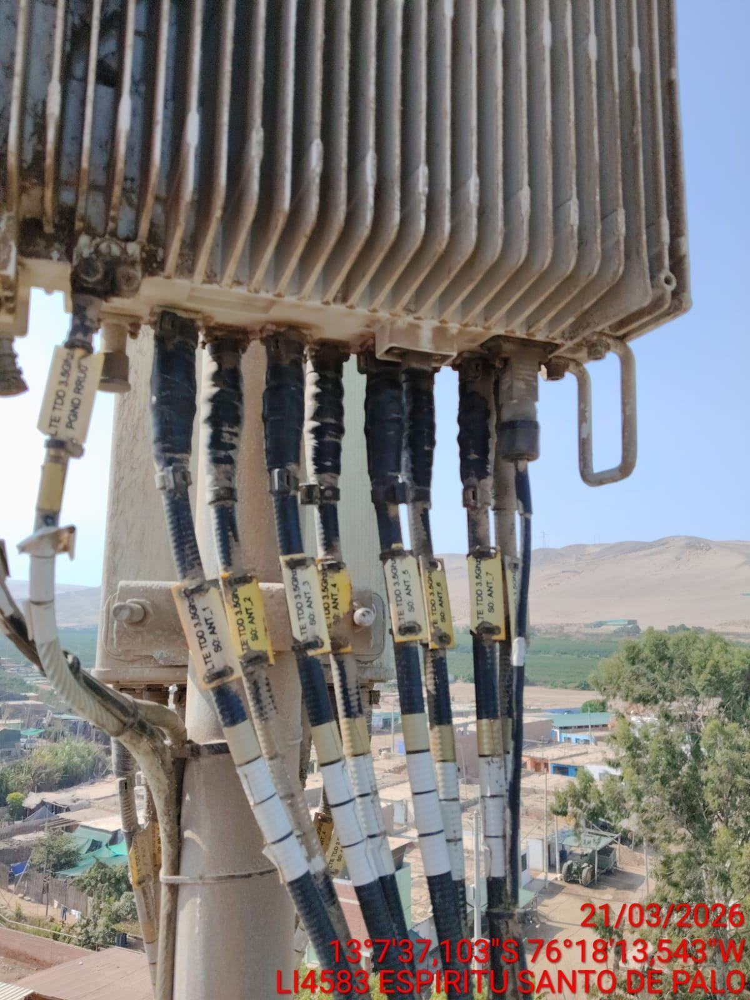 LTE TDD 3.5Ghz
PGND RRU0
LTE TDD 3.5Ghz
S0: ANT_1
LTE TDD 3.5Ghz
S0: ANT_2
LTE TDD 3.5Ghz
S0: ANT_3
LTE TDD 3.5Ghz
S0: ANT_4
LTE TDD 3.5Ghz
S0: ANT_5
LTE TDD 3.5Ghz
S0: ANT_6
LTE TDD 3.5Ghz
S0: ANT_7
21/03/2026
13°7'37,103"S 76°18'13,543"W
LI4583 ESPIRITU SANTO DE PALO